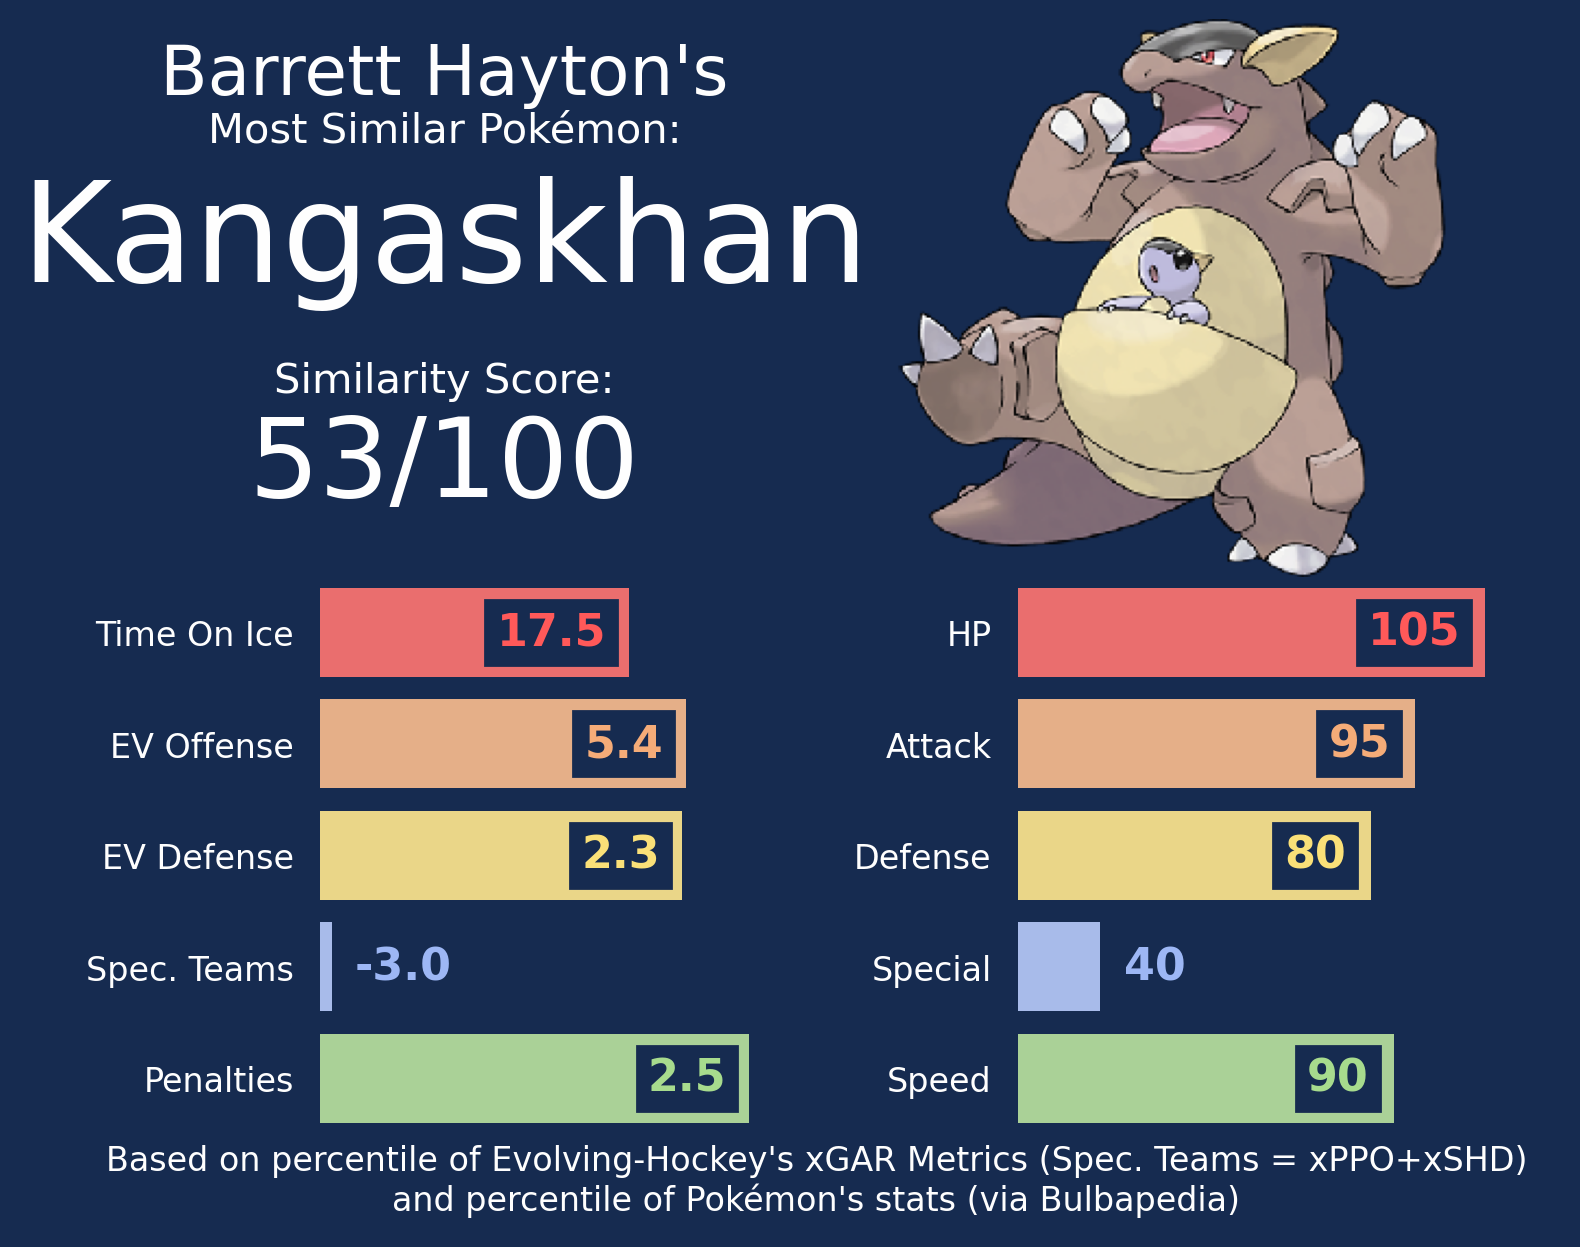 Barrett Hayton's
Most Similar Pokémon:
Kangaskhan
Similarity Score:
53/100
Time On Ice 17.5
EV Offense 5.4
EV Defense 2.3
Spec. Teams -3.0
Penalties 2.5
HP 105
Attack 95
Defense 80
Special 40
Speed 90
Based on percentile of Evolving-Hockey's xGAR Metrics (Spec. Teams = xPPO+xSHD)
and percentile of Pokémon's stats (via Bulbapedia)